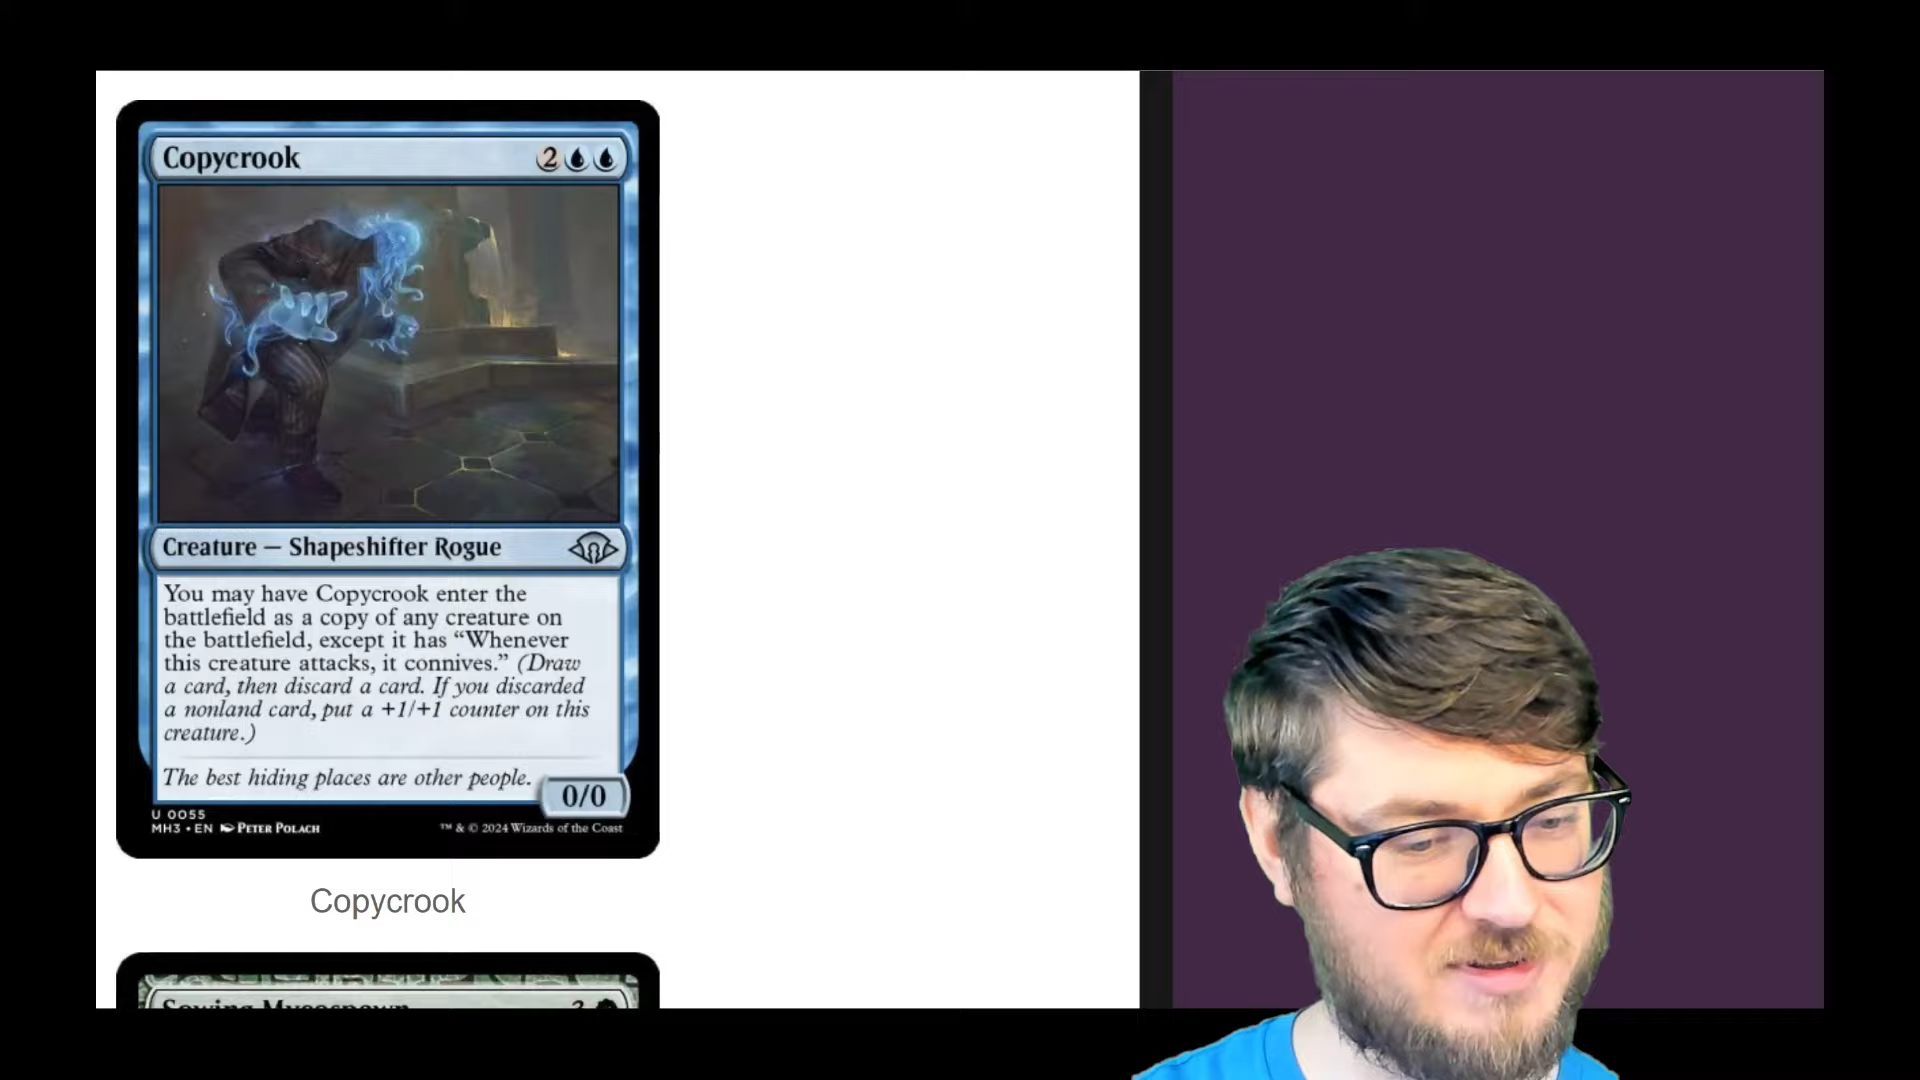 Copycrook 2
Creature — Shapeshifter Rogue
You may have Copycrook enter the
battlefield as a copy of any creature on
the battlefield, except it has “Whenever
this creature attacks, it connives.” (Draw
a card, then discard a card. If you discarded
a nonland card, put a +1/+1 counter on this
creature.)
The best hiding places are other people.
0/0
U 0055
MH3 • EN PETER POLACH ™ & © 2024 Wizards of the Coast
Copycrook
Sowing Mycospawn 3